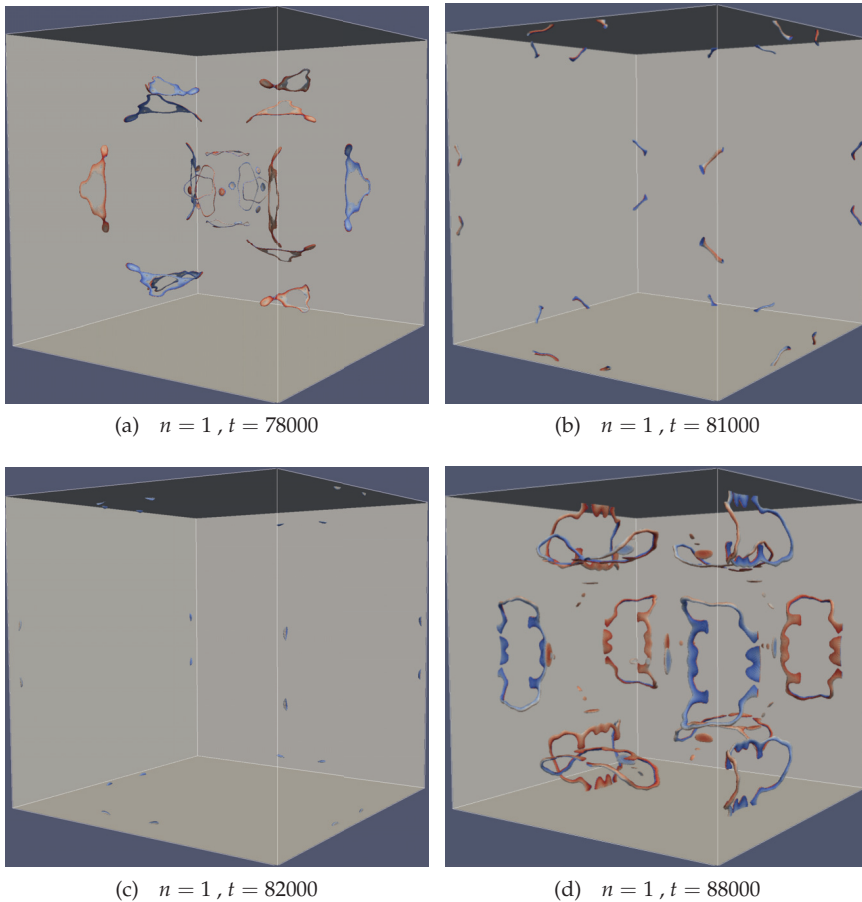 (a) n = 1 , t = 78000
(b) n = 1 , t = 81000
(c) n = 1 , t = 82000
(d) n = 1 , t = 88000